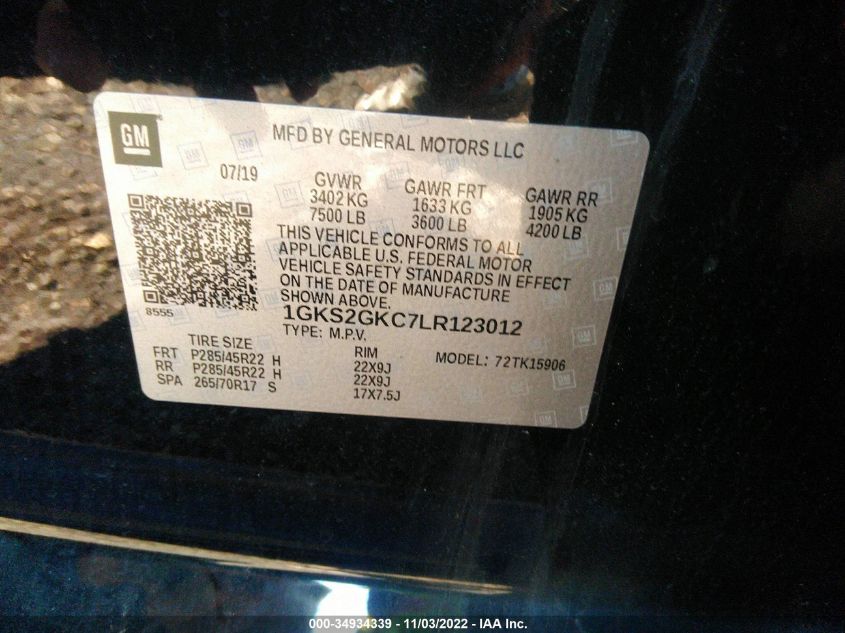 GM
MFD BY GENERAL MOTORS LLC
07/19
GVWR GAWR FRT GAWR RR
3402 KG 1633 KG 1905 KG
7500 LB 3600 LB 4200 LB
THIS VEHICLE CONFORMS TO ALL
APPLICABLE U.S. FEDERAL MOTOR
VEHICLE SAFETY STANDARDS IN EFFECT
ON THE DATE OF MANUFACTURE
SHOWN ABOVE.
8555
1GKS2GKC7LR123012
TYPE: M.P.V.
TIRE SIZE RIM MODEL: 72TK15906
FRT P285/45R22 H 22X9J
RR P285/45R22 H 22X9J
SPA 265/70R17 S 17X7.5J
000-34934339 - 11/03/2022 - IAA Inc.